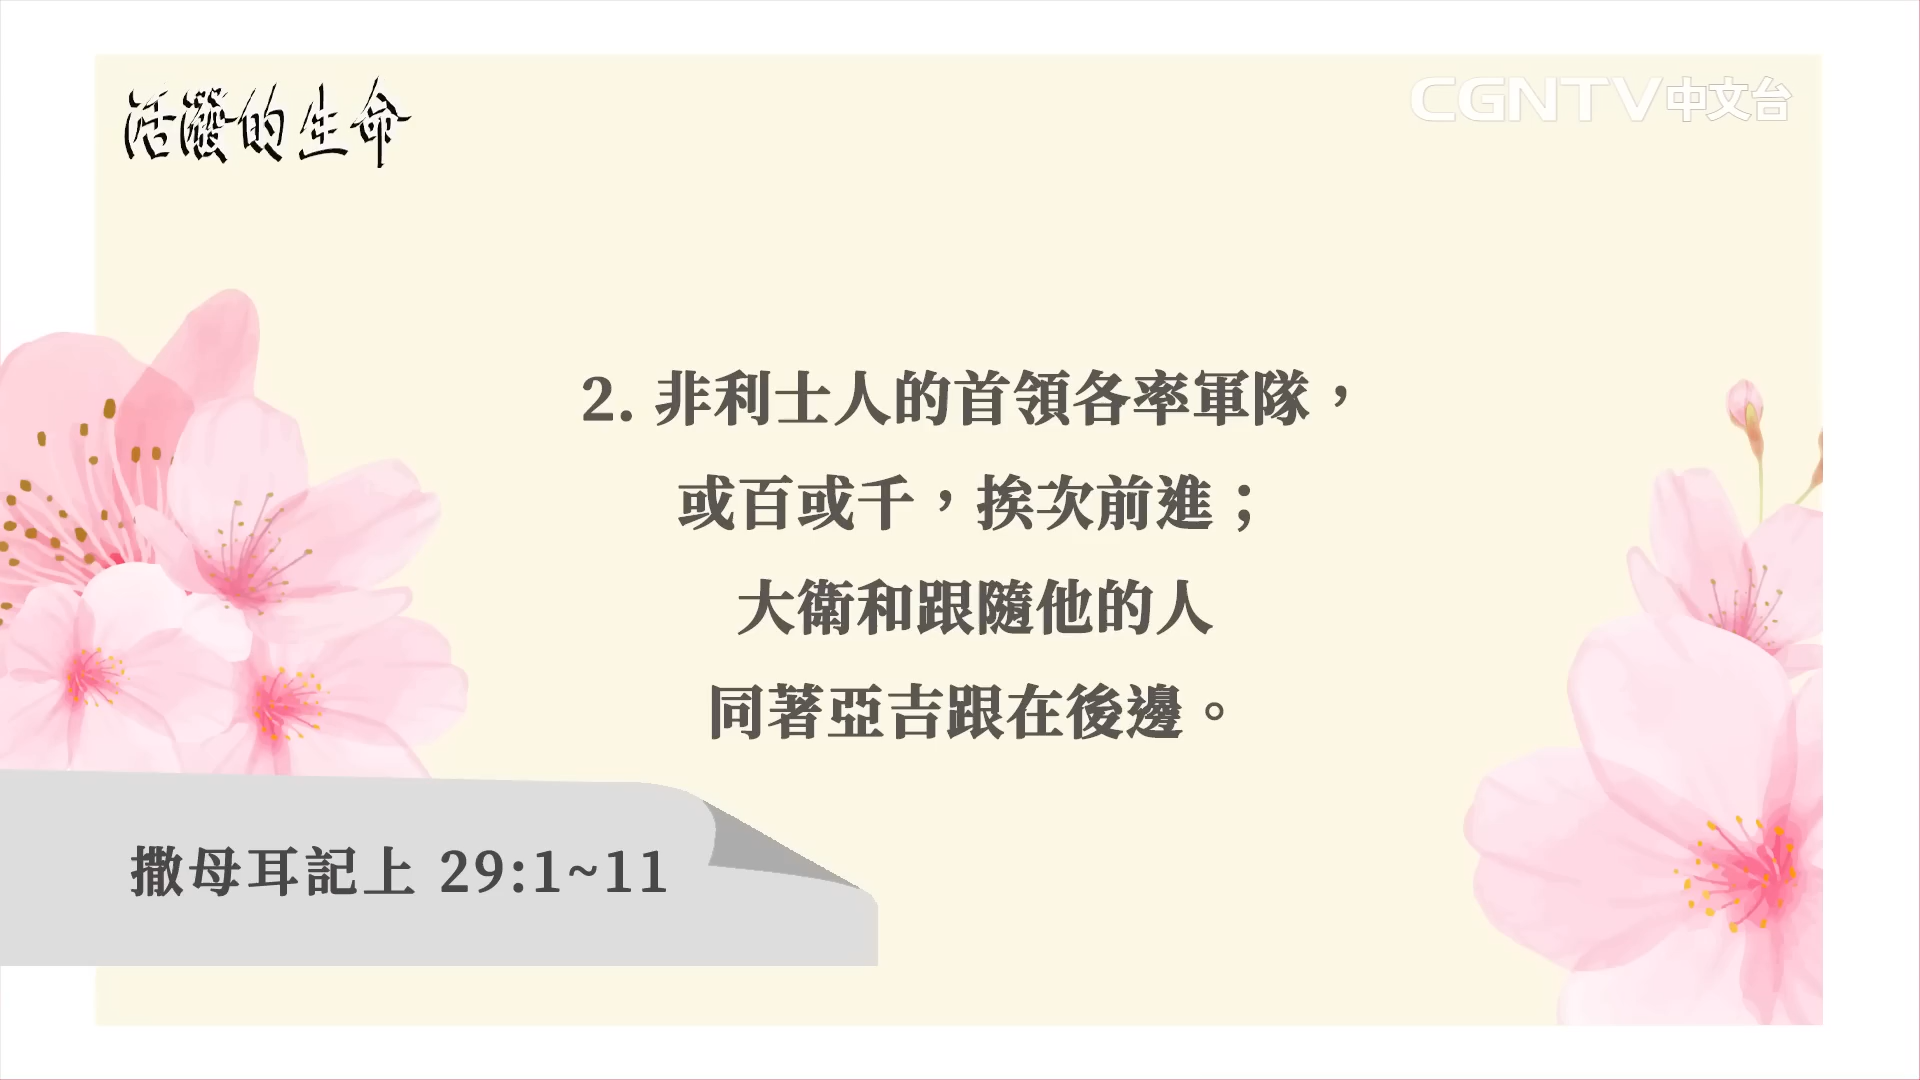 活潑的生命
CGNTV中文台
2. 非利士人的首領各率軍隊，
或百或千，挨次前進；
大衛和跟隨他的人
同著亞吉跟在後邊。
撒母耳記上 29:1~11